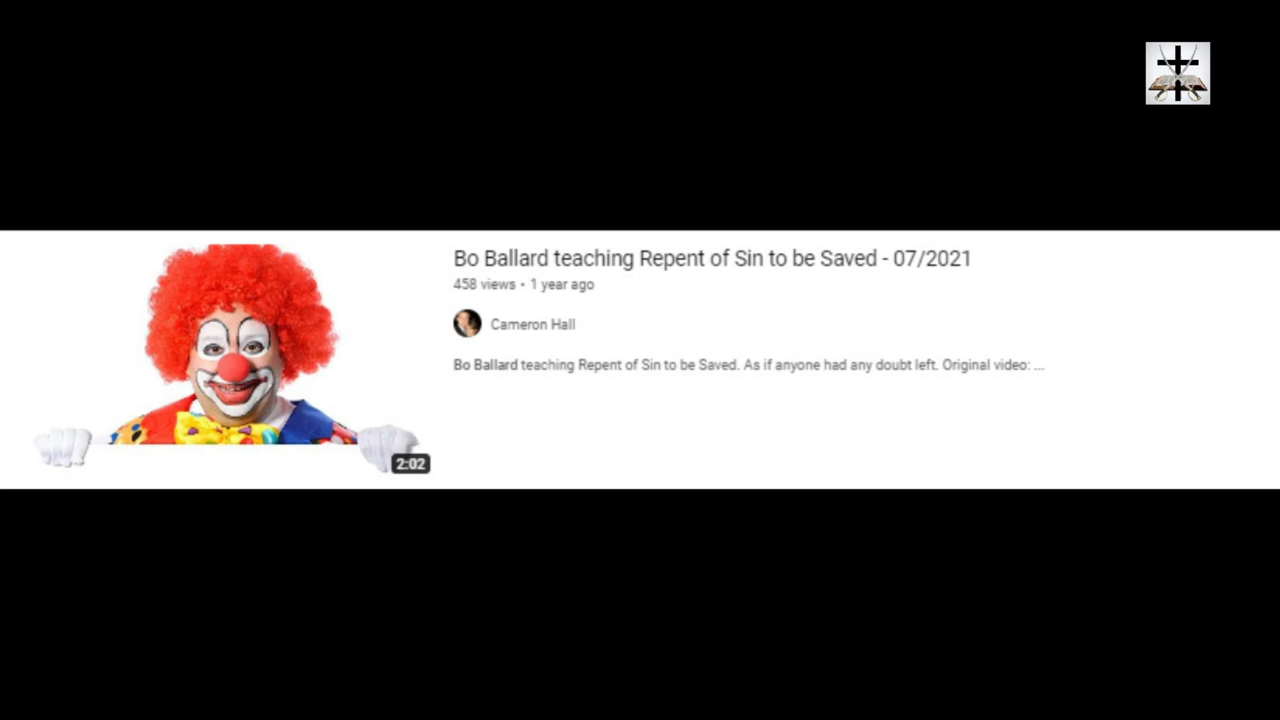 Bo Ballard teaching Repent of Sin to be Saved - 07/2021
458 views • 1 year ago
Cameron Hall
Bo Ballard teaching Repent of Sin to be Saved. As if anyone had any doubt left. Original video: ...
2:02